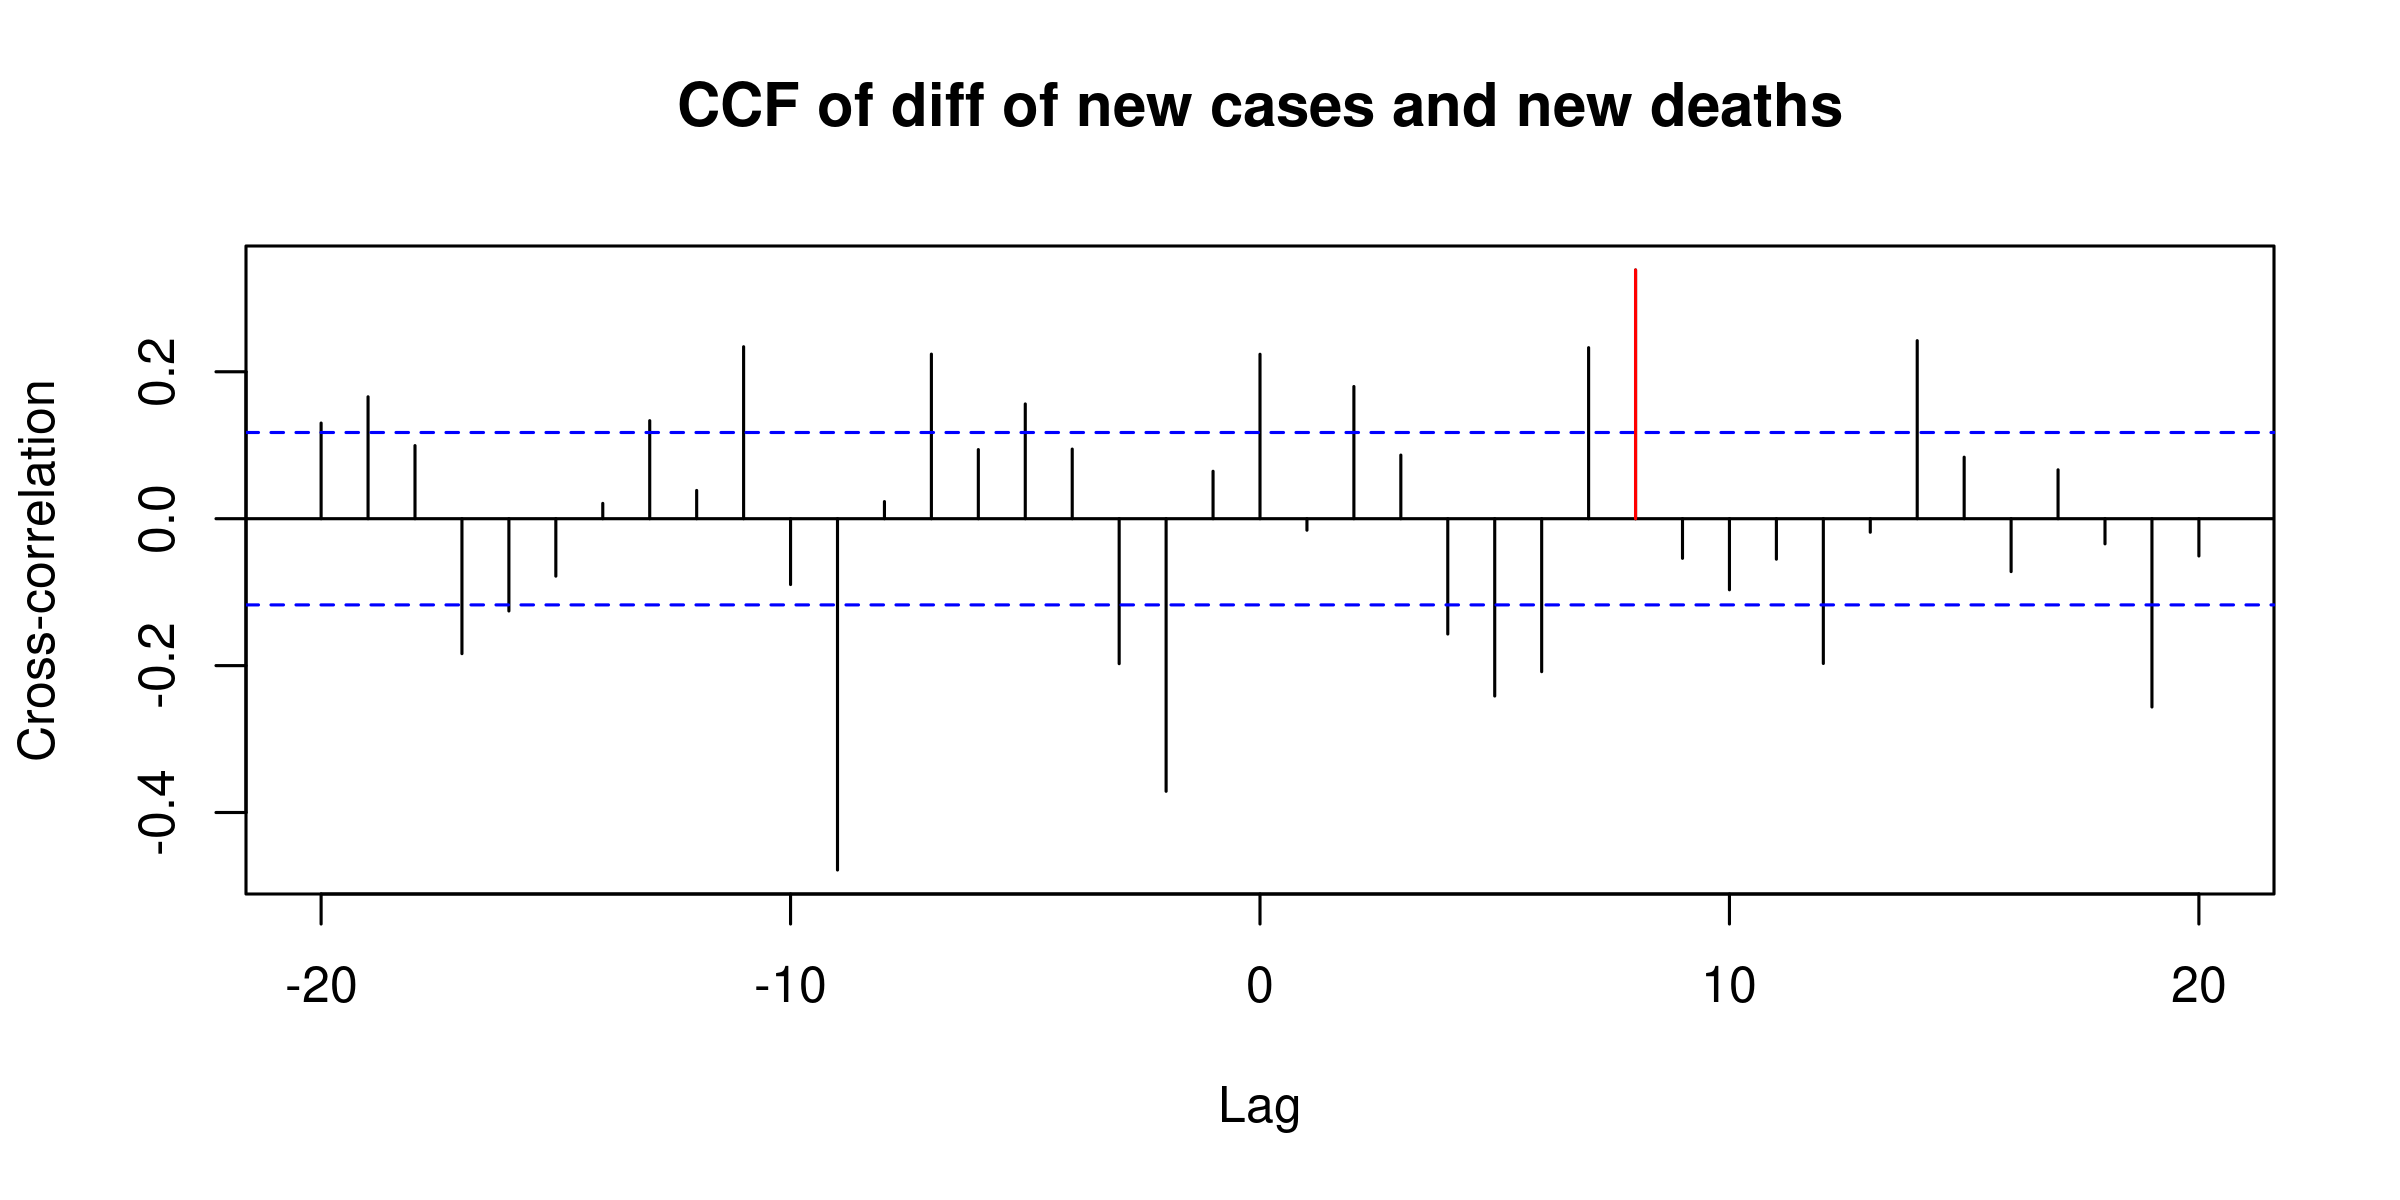 CCF of diff of new cases and new deaths
Cross-correlation
0.2
0.0
-0.2
-0.4
-20 -10 0 10 20
Lag